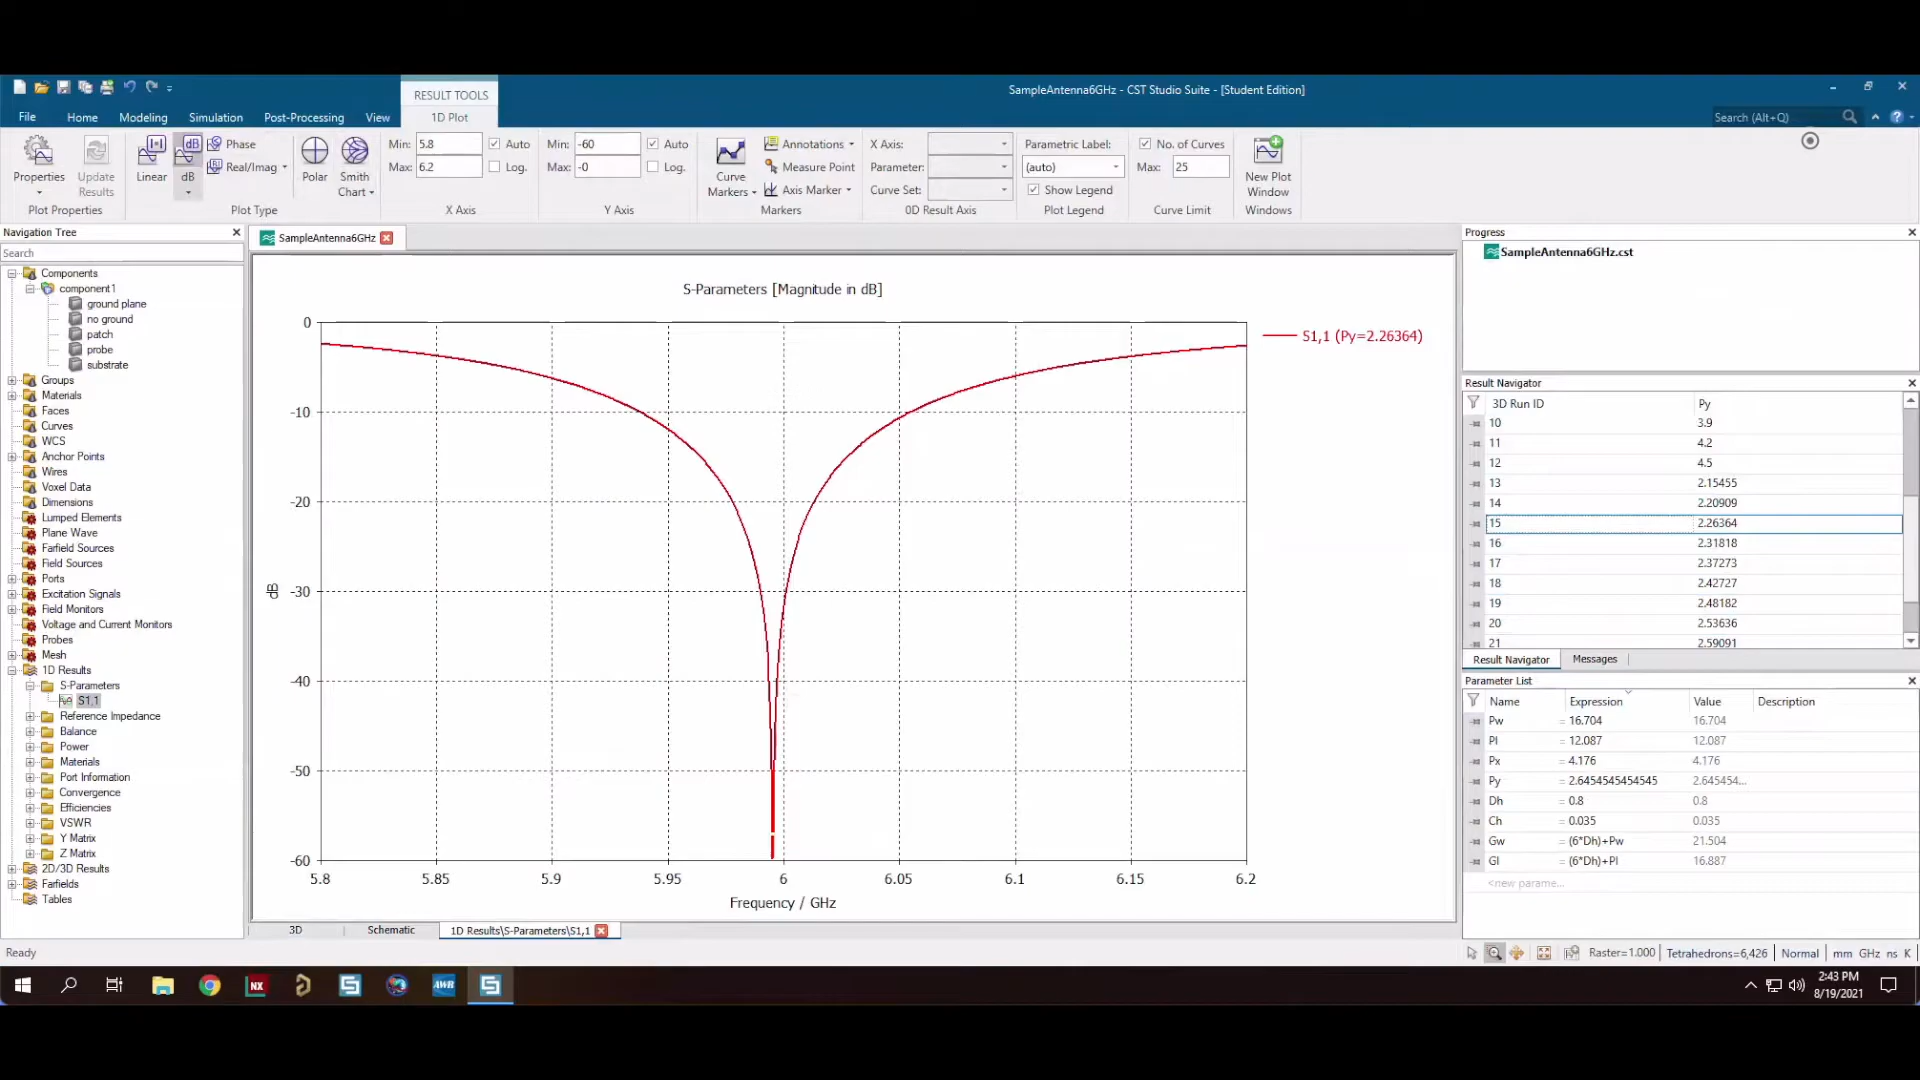 RESULT TOOLS
SampleAntenna6GHz - CST Studio Suite - [Student Edition]
File Home Modeling Simulation Post-Processing View 1D Plot
Search (Alt+Q)
Properties
Update Results
Plot Properties
Linear
dB
Phase
Real/Imag
Polar
Smith Chart
Plot Type
Min: 5.8 Auto
Max: 6.2 Log.
X Axis
Min: -60 Auto
Max: -0 Log.
Y Axis
Curve Markers
Annotations
Measure Point
Axis Marker
Markers
X Axis:
Parameter:
Curve Set:
0D Result Axis
Parametric Label:
(auto)
Show Legend
Plot Legend
No. of Curves
Max: 25
Curve Limit
New Plot Window
Windows
Navigation Tree
Search
Components
component1
ground plane
no ground
patch
probe
substrate
Groups
Materials
Faces
Curves
WCS
Anchor Points
Wires
Voxel Data
Dimensions
Lumped Elements
Plane Wave
Farfield Sources
Field Sources
Ports
Excitation Signals
Field Monitors
Voltage and Current Monitors
Probes
Mesh
1D Results
S-Parameters
S1,1
Reference Impedance
Balance
Power
Materials
Port Information
Convergence
Efficiencies
VSWR
Y Matrix
Z Matrix
2D/3D Results
Farfields
Tables
SampleAntenna6GHz
S-Parameters [Magnitude in dB]
S1,1 (Py=2.26364)
0
-10
-20
-30
-40
-50
-60
dB
5.8 5.85 5.9 5.95 6 6.05 6.1 6.15 6.2
Frequency / GHz
3D Schematic 1D Results\S-Parameters\S1,1
Progress
SampleAntenna6GHz.cst
Result Navigator
3D Run ID Py
10 3.9
11 4.2
12 4.5
13 2.15455
14 2.20909
15 2.26364
16 2.31818
17 2.37273
18 2.42727
19 2.48182
20 2.53636
21 2.59091
Result Navigator Messages
Parameter List
Name Expression Value Description
Pw = 16.704 16.704
Pl = 12.087 12.087
Px = 4.176 4.176
Py = 2.6454545454545 2.645454...
Dh = 0.8 0.8
Ch = 0.035 0.035
Gw = (6*Dh)+Pw 21.504
Gl = (6*Dh)+Pl 16.887
<new parame...
Ready
Raster=1.000 Tetrahedrons=6,426 Normal mm GHz ns K
NX
AWR
2:43 PM
8/19/2021